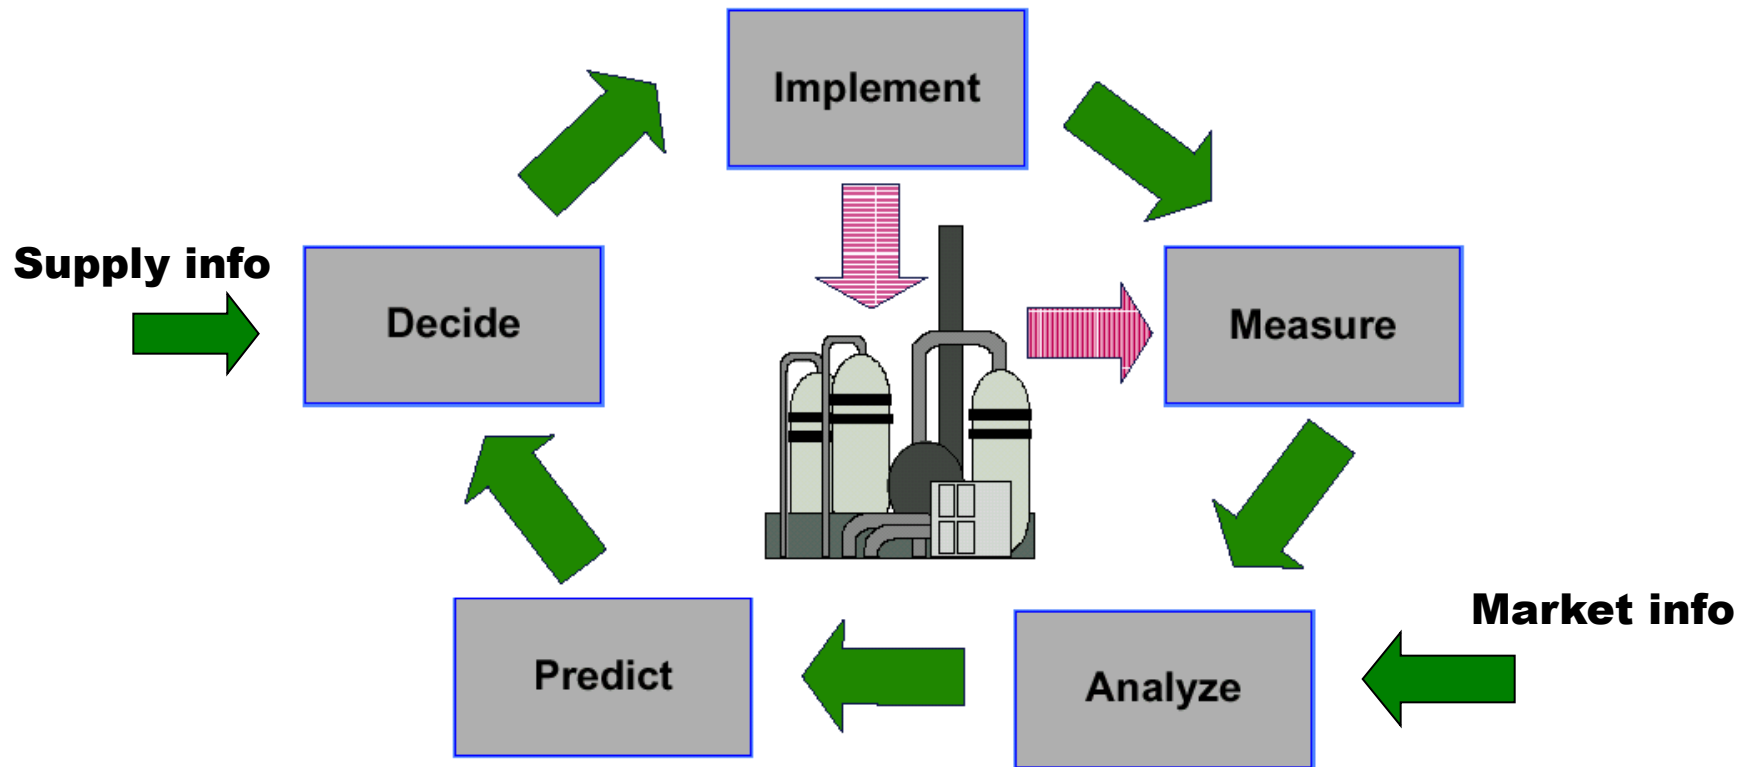 Implement
Supply info
Decide
Measure
Market info
Predict
Analyze